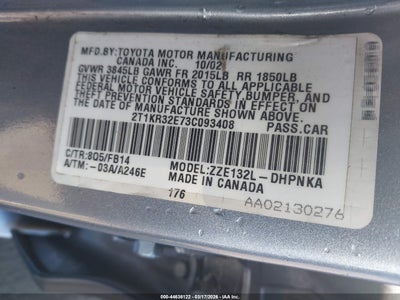 MFD.BY:TOYOTA MOTOR MANUFACTURING
CANADA INC. 10/02
GVWR 3845LB GAWR FR 2015LB RR 1850LB
THIS VEHICLE CONFORMS TO ALL APPLICABLE
FEDERAL MOTOR VEHICLE SAFETY, BUMPER, AND
THEFT PREVENTION STANDARDS IN EFFECT ON
THE DATE OF MANUFACTURE SHOWN ABOVE.
2T1KR32E73C093408 PASS.CAR
C/TR:8Q5/FB14 MODEL:ZZE132L-DHPNKA
A/TM:-03A/A246E MADE IN CANADA
176
AA02130276
©44636122 - 03/17/2026 - IAAI.COM